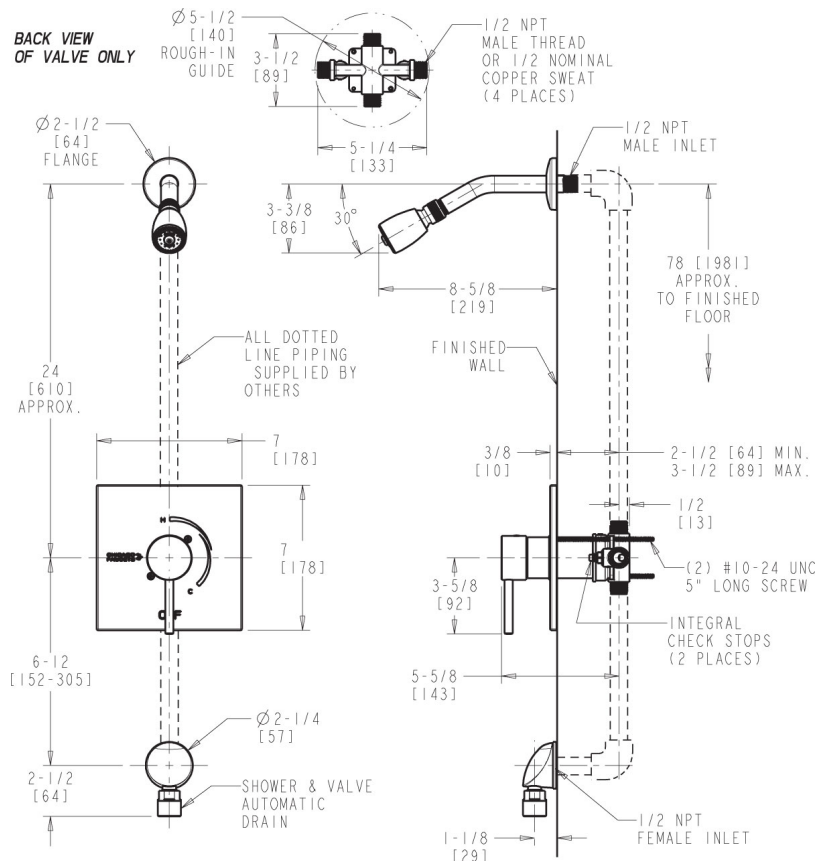 BACK VIEW
OF VALVE ONLY
Ø5-1/2
[140]
ROUGH-IN
GUIDE
3-1/2
[89]
1/2 NPT
MALE THREAD
OR 1/2 NOMINAL
COPPER SWEAT
(4 PLACES)
5-1/4
[133]
Ø2-1/2
[64]
FLANGE
1/2 NPT
MALE INLET
3-3/8
[86]
30°
8-5/8
[219]
78 [1981]
APPROX.
TO FINISHED
FLOOR
ALL DOTTED
LINE PIPING
SUPPLIED BY
OTHERS
FINISHED
WALL
24
[610]
APPROX.
7
[178]
3/8
[10]
2-1/2 [64] MIN.
3-1/2 [89] MAX.
1/2
[13]
H
C
7
[178]
(2) #10-24 UNC
5" LONG SCREW
3-5/8
[92]
INTEGRAL
CHECK STOPS
(2 PLACES)
6-12
[152-305]
5-5/8
[143]
Ø2-1/4
[57]
2-1/2
[64]
SHOWER & VALVE
AUTOMATIC
DRAIN
1/2 NPT
FEMALE INLET
1-1/8
[29]